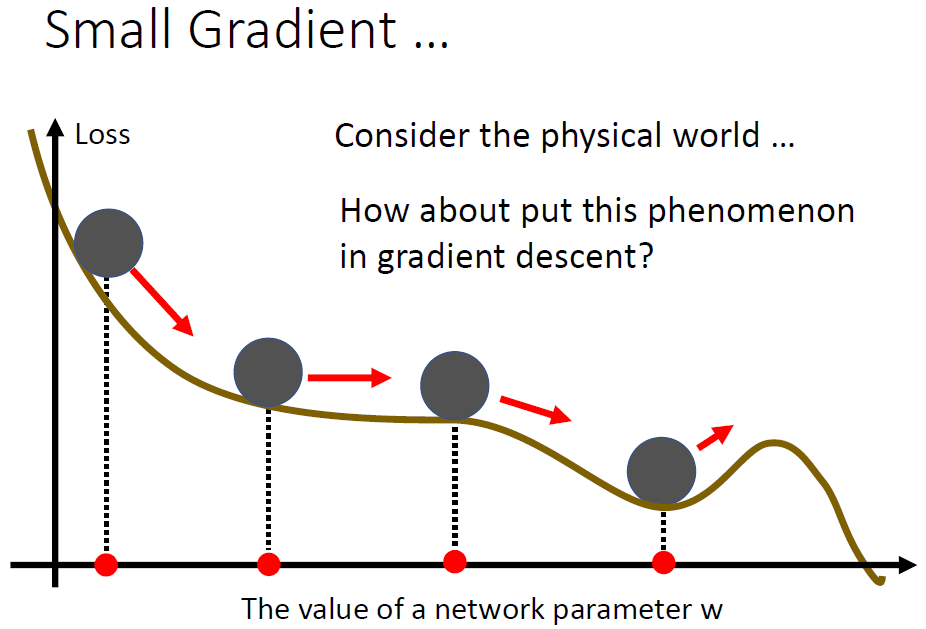 Small Gradient …
Loss
Consider the physical world …
How about put this phenomenon
in gradient descent?
The value of a network parameter w